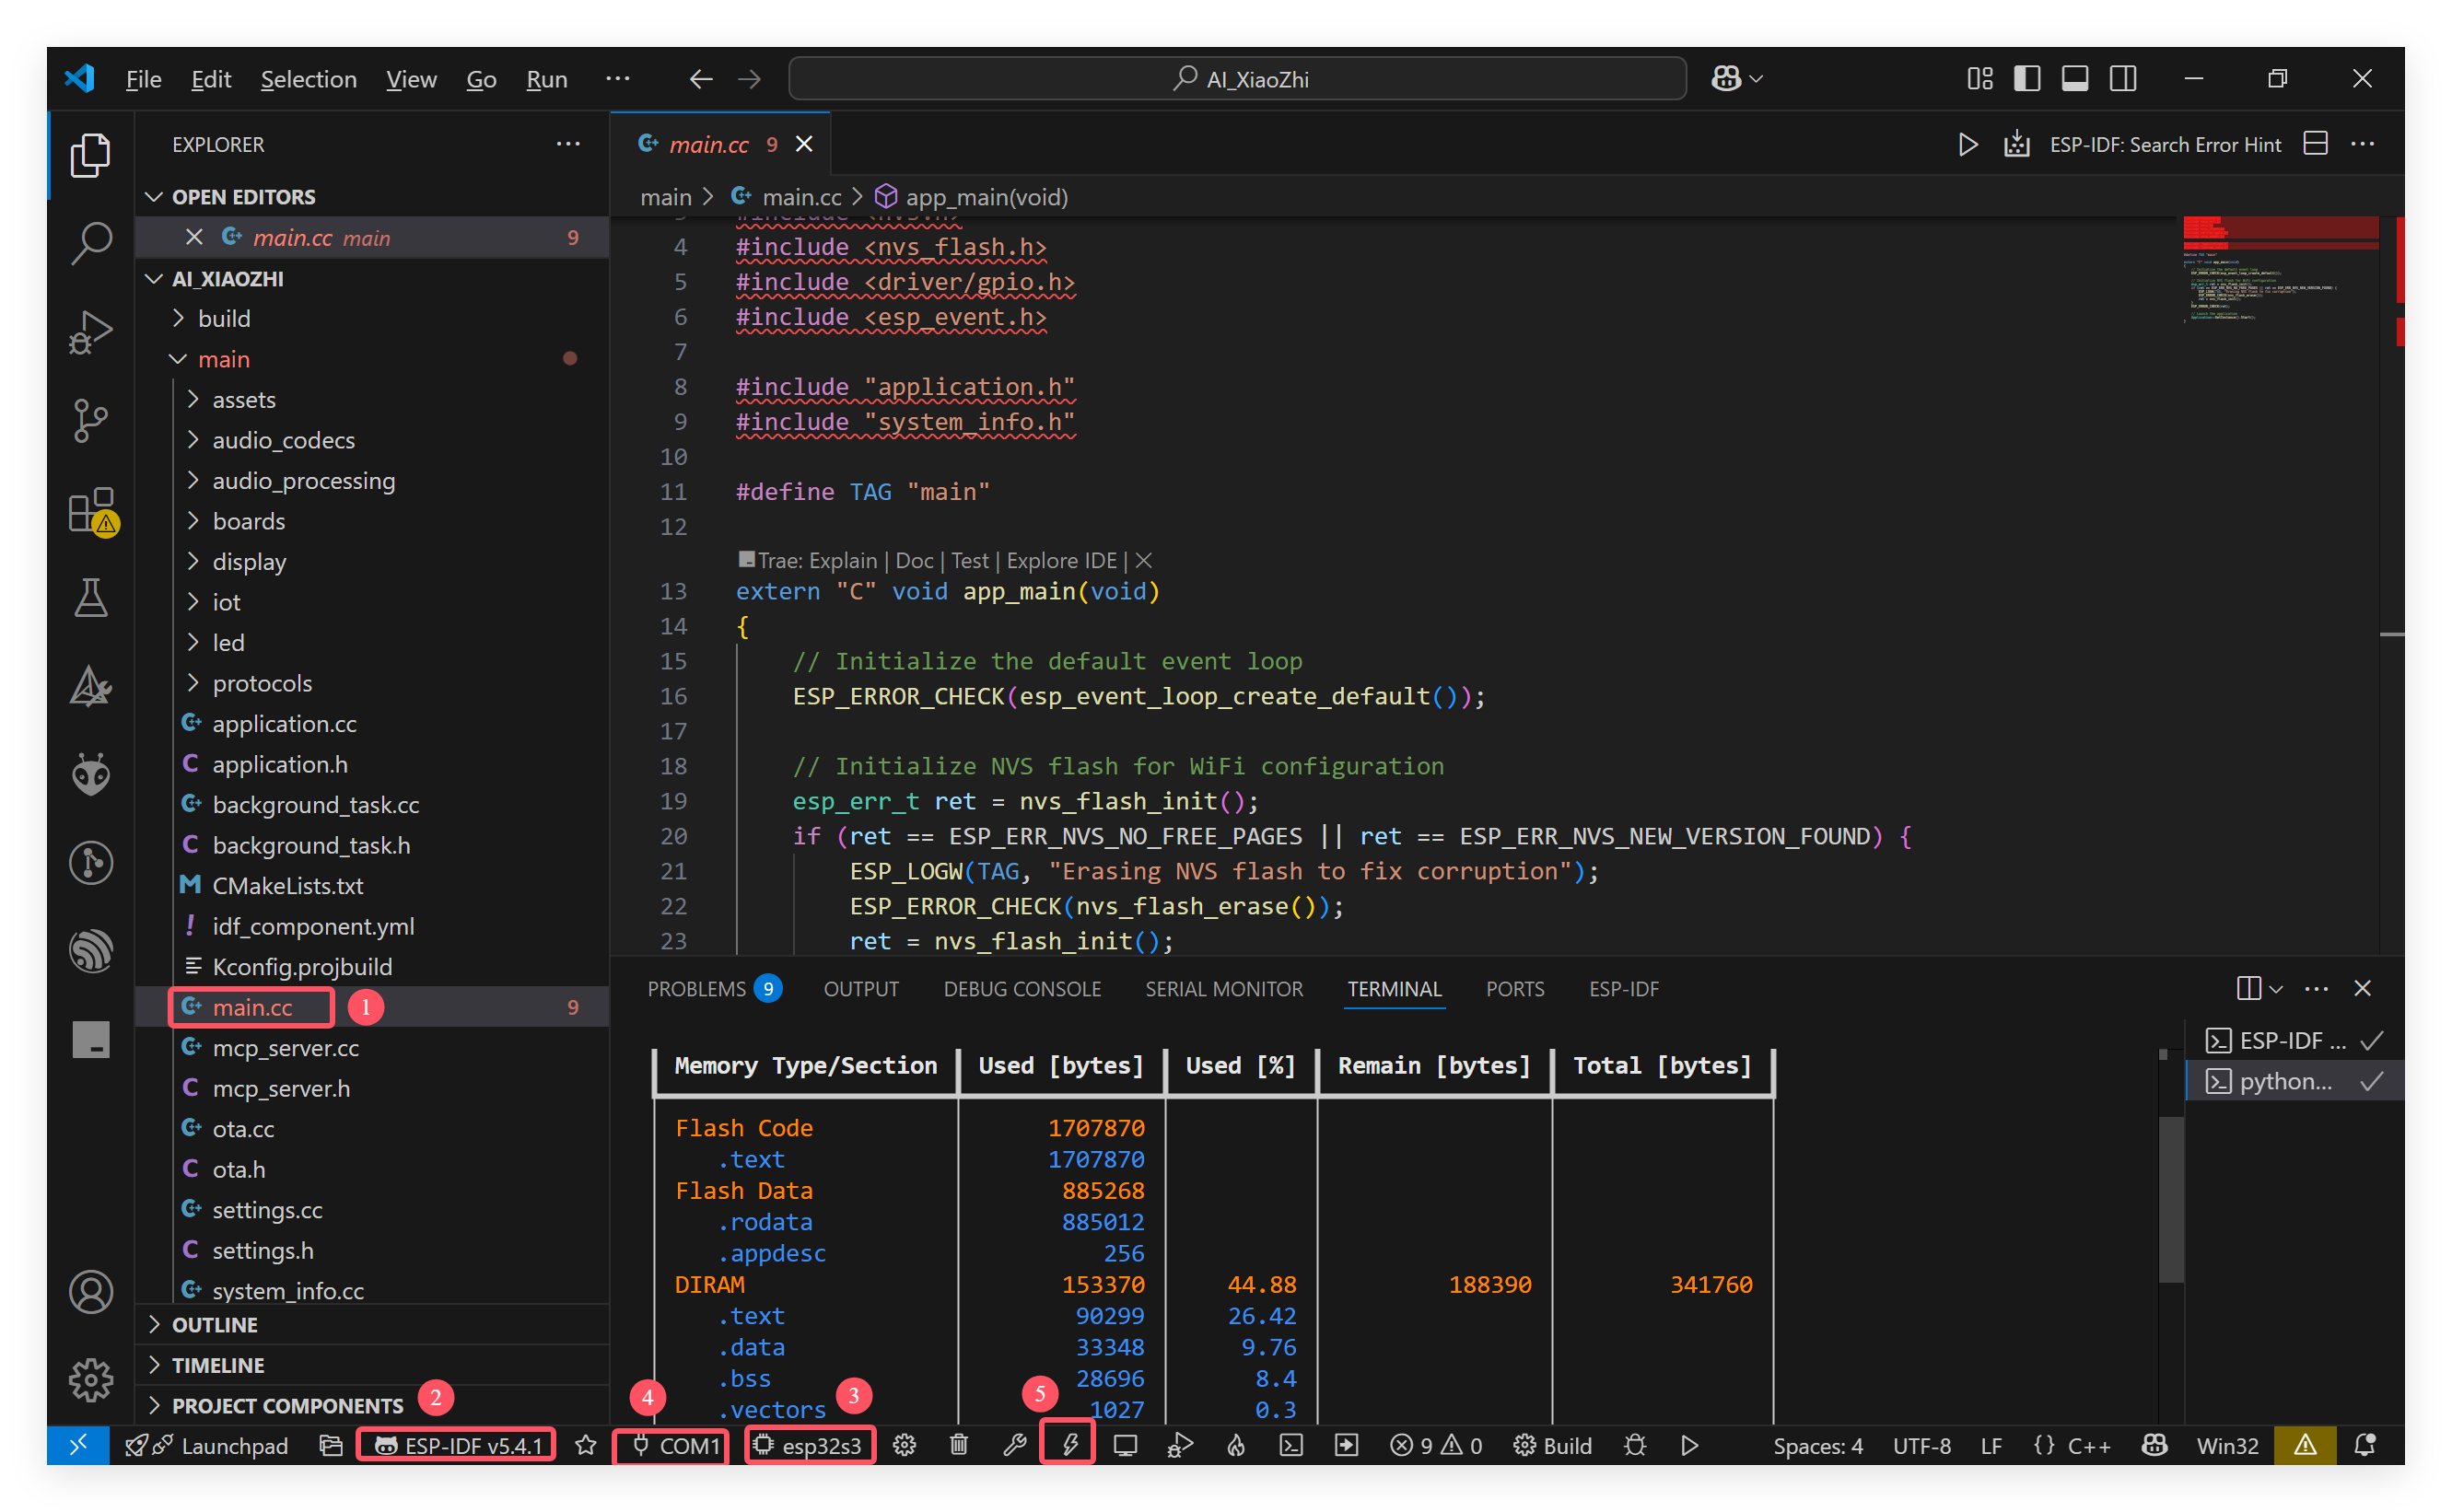 File Edit Selection View Go Run ··· AI_XiaoZhi
EXPLORER ···
OPEN EDITORS
main.cc main 9
AI_XIAOZHI
build
main
assets
audio_codecs
audio_processing
boards
display
iot
led
protocols
application.cc
application.h
background_task.cc
background_task.h
CMakeLists.txt
idf_component.yml
Kconfig.projbuild
main.cc 1 9
mcp_server.cc
mcp_server.h
ota.cc
ota.h
settings.cc
settings.h
system_info.cc
OUTLINE
TIMELINE
PROJECT COMPONENTS 2
main.cc 9
ESP-IDF: Search Error Hint ···
main > main.cc > app_main(void)
3 #include <nvs.h>
4 #include <nvs_flash.h>
5 #include <driver/gpio.h>
6 #include <esp_event.h>
7
8 #include "application.h"
9 #include "system_info.h"
10
11 #define TAG "main"
12
Trae: Explain | Doc | Test | Explore IDE |
13 extern "C" void app_main(void)
14 {
15 // Initialize the default event loop
16 ESP_ERROR_CHECK(esp_event_loop_create_default());
17
18 // Initialize NVS flash for WiFi configuration
19 esp_err_t ret = nvs_flash_init();
20 if (ret == ESP_ERR_NVS_NO_FREE_PAGES || ret == ESP_ERR_NVS_NEW_VERSION_FOUND) {
21 ESP_LOGW(TAG, "Erasing NVS flash to fix corruption");
22 ESP_ERROR_CHECK(nvs_flash_erase());
23 ret = nvs_flash_init();
PROBLEMS 9 OUTPUT DEBUG CONSOLE SERIAL MONITOR TERMINAL PORTS ESP-IDF ···
ESP-IDF ...
python...
Memory Type/Section Used [bytes] Used [%] Remain [bytes] Total [bytes]
Flash Code 1707870
.text 1707870
Flash Data 885268
.rodata 885012
.appdesc 256
DIRAM 153370 44.88 188390 341760
.text 90299 26.42
.data 33348 9.76
.bss 28696 8.4
.vectors 1027 0.3
4 3 5
Launchpad ESP-IDF v5.4.1 COM1 esp32s3 9 0 Build Spaces: 4 UTF-8 LF {} C++ Win32